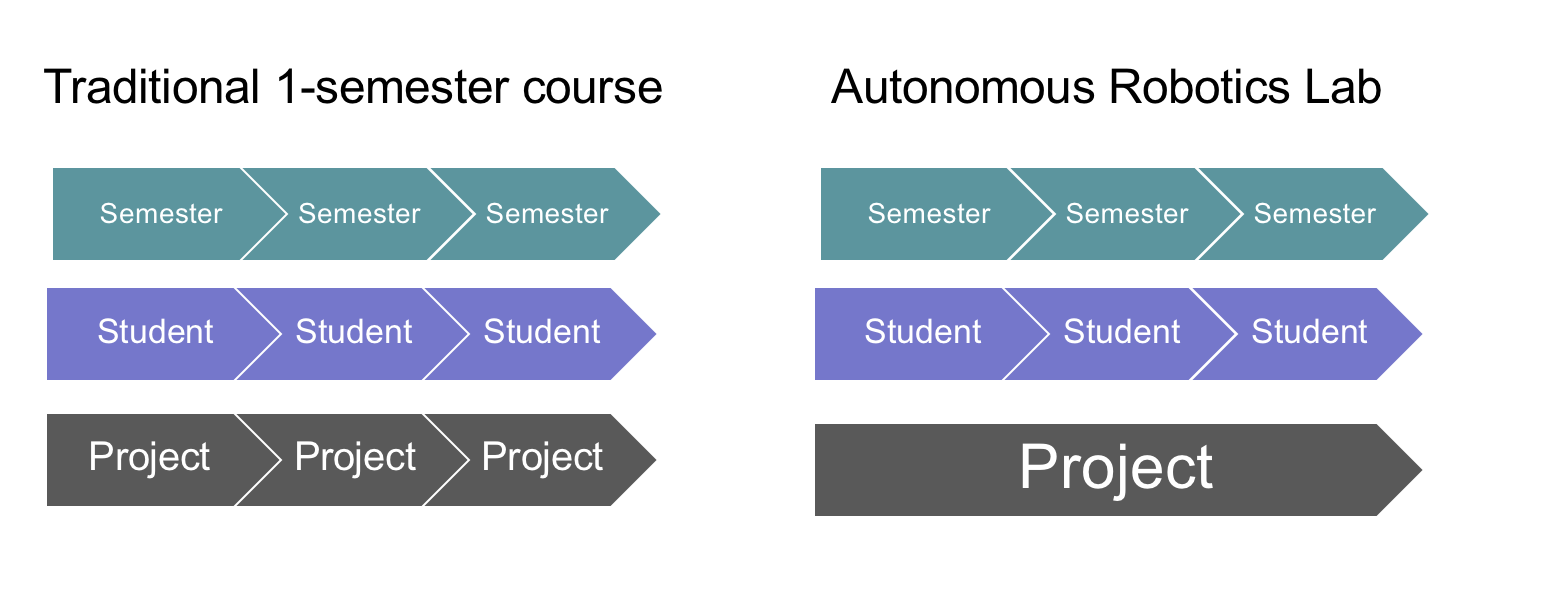 Traditional 1-semester course
Semester Semester Semester
Student Student Student
Project Project Project
Autonomous Robotics Lab
Semester Semester Semester
Student Student Student
Project